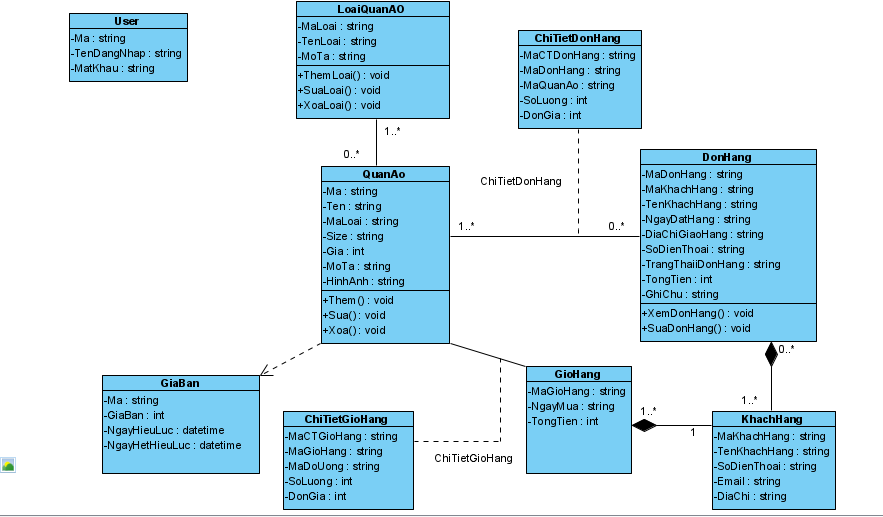 User
-Ma : string
-TenDangNhap : string
-MatKhau : string
LoaiQuanAO
-MaLoai : string
-TenLoai : string
-MoTa : string
+ThemLoai() : void
+SuaLoai() : void
+XoaLoai() : void
ChiTietDonHang
-MaCTDonHang : string
-MaDonHang : string
-MaQuanAo : string
-SoLuong : int
-DonGia : int
1..*
0..*
QuanAo
-Ma : string
-Ten : string
-MaLoai : string
-Size : string
-Gia : int
-MoTa : string
-HinhAnh : string
+Them() : void
+Sua() : void
+Xoa() : void
ChiTietDonHang
1..*
0..*
DonHang
-MaDonHang : string
-MaKhachHang : string
-TenKhachHang : string
-NgayDatHang : string
-DiaChiGiaoHang : string
-SoDienThoai : string
-TrangThaiiDonHang : string
-TongTien : int
-GhiChu : string
+XemDonHang() : void
+SuaDonHang() : void
0..*
1..*
GiaBan
-Ma : string
-GiaBan : int
-NgayHieuLuc : datetime
-NgayHetHieuLuc : datetime
ChiTietGioHang
-MaCTGioHang : string
-MaGioHang : string
-MaDoUong : string
-SoLuong : int
-DonGia : int
ChiTietGioHang
GioHang
-MaGioHang : string
-NgayMua : string
-TongTien : int
1..*
1
KhachHang
-MaKhachHang : string
-TenKhachHang : string
-SoDienThoai : string
-Email : string
-DiaChi : string